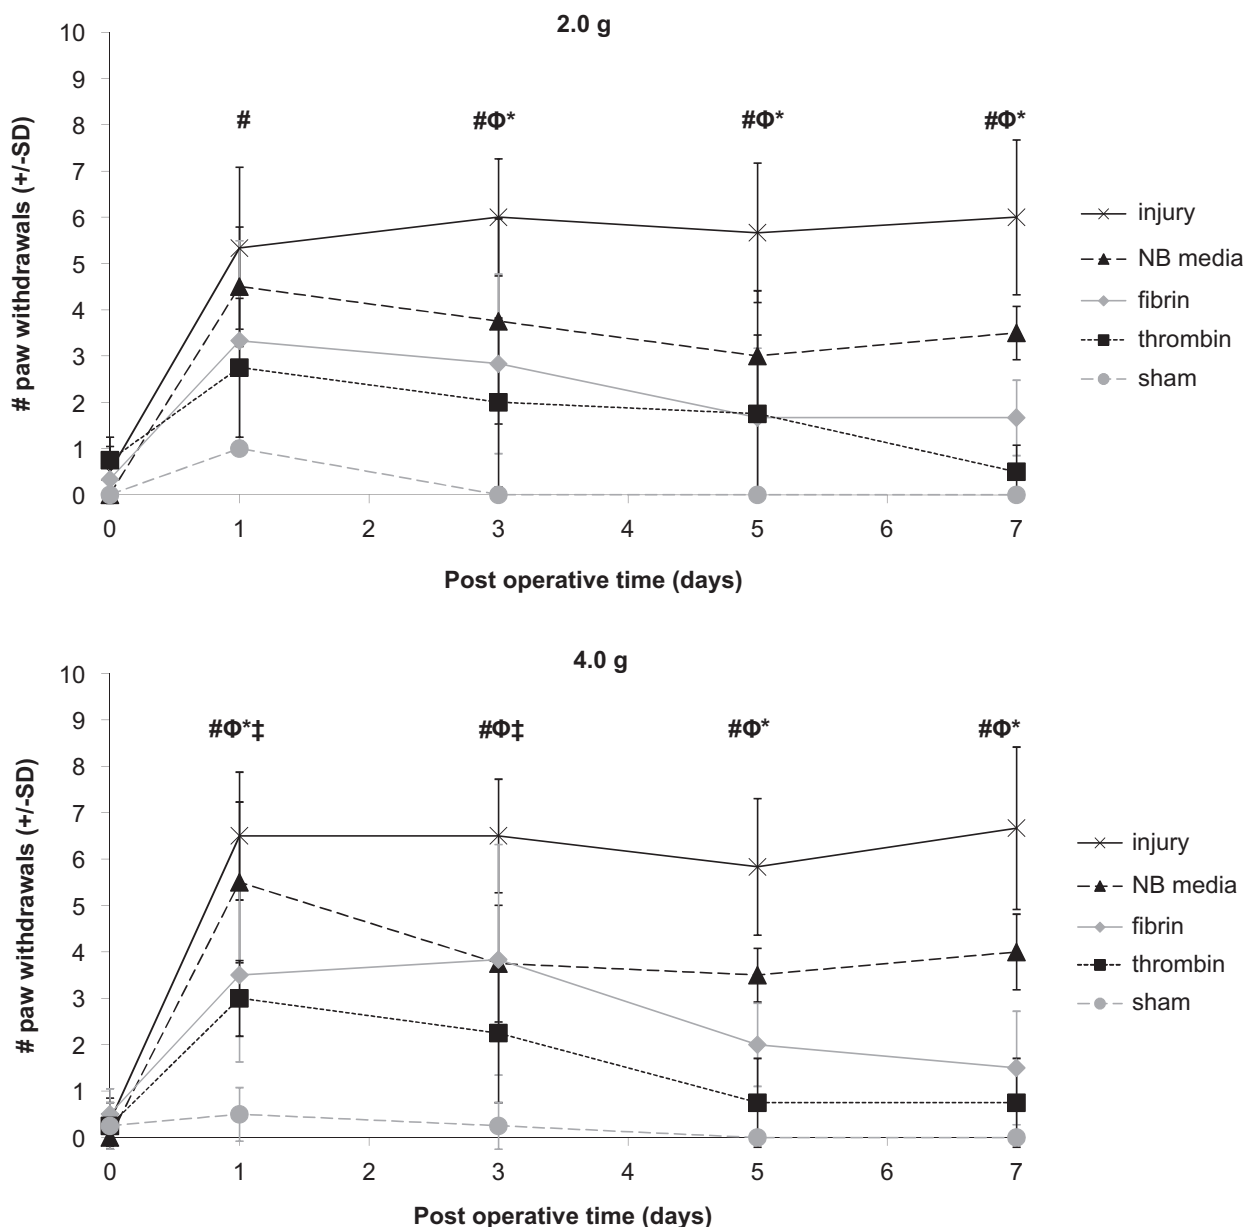 2.0 g
# paw withdrawals (+/-SD)
10
9
8
7
6
5
4
3
2
1
0
# #Φ* #Φ* #Φ*
injury
NB media
fibrin
thrombin
sham
0 1 2 3 4 5 6 7
Post operative time (days)
4.0 g
# paw withdrawals (+/-SD)
10
9
8
7
6
5
4
3
2
1
0
#Φ*‡ #Φ‡ #Φ* #Φ*
injury
NB media
fibrin
thrombin
sham
0 1 2 3 4 5 6 7
Post operative time (days)